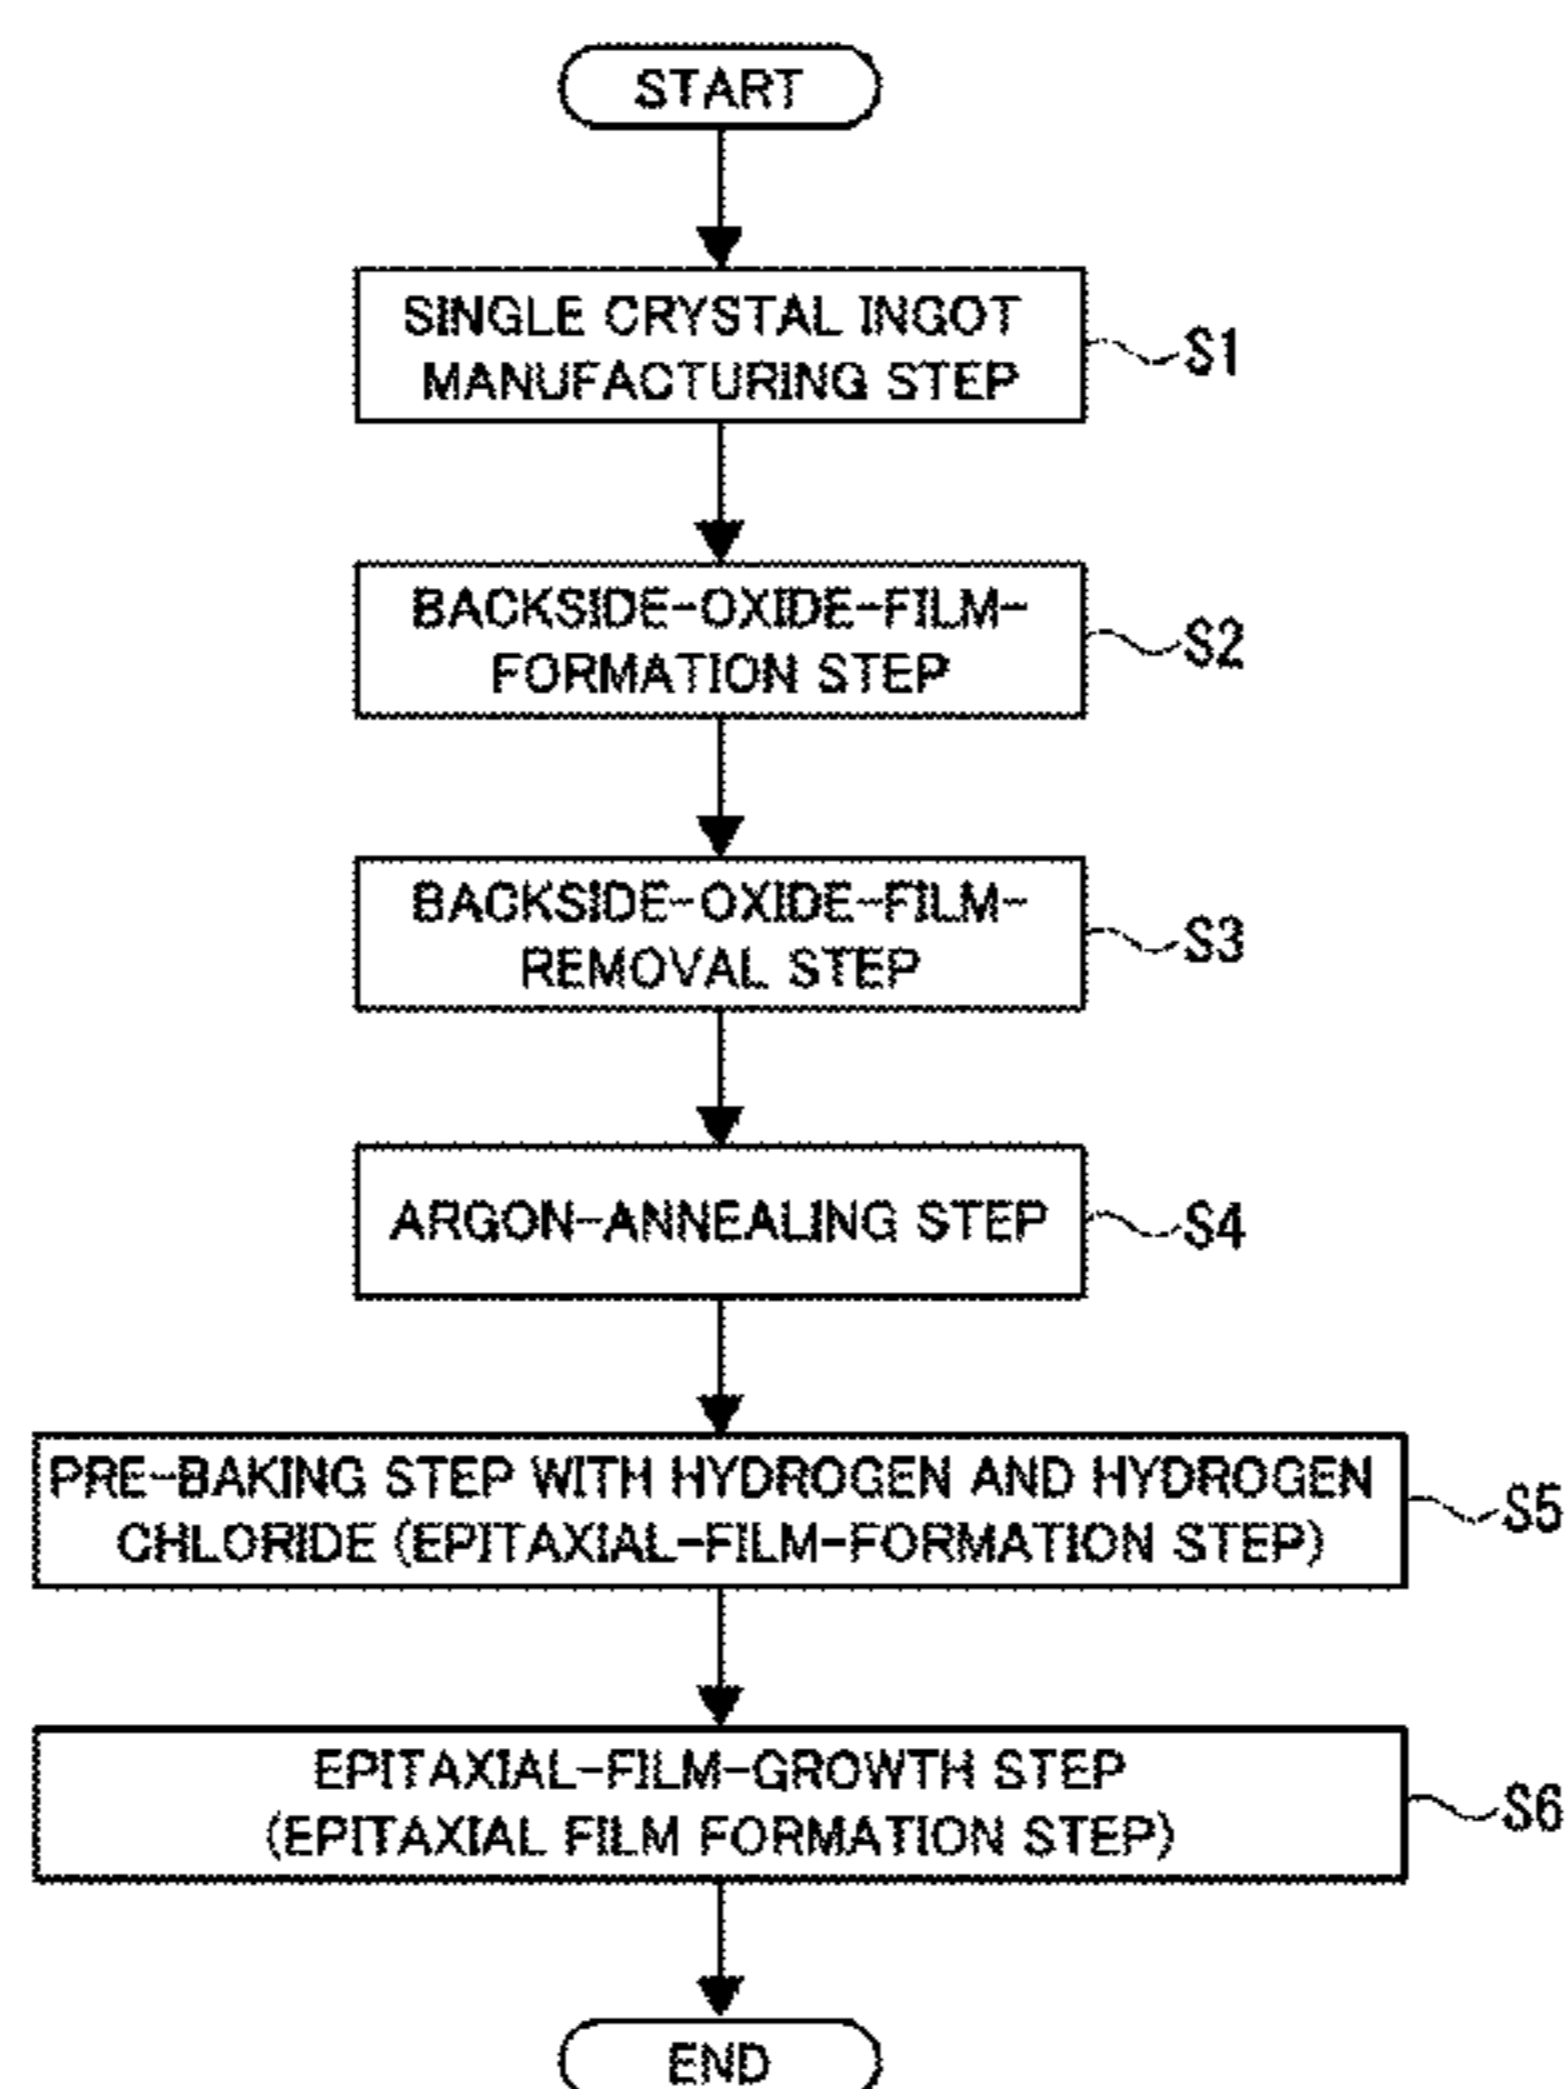 START
SINGLE CRYSTAL INGOT
MANUFACTURING STEP
S1
BACKSIDE-OXIDE-FILM-
FORMATION STEP
S2
BACKSIDE-OXIDE-FILM-
REMOVAL STEP
S3
ARGON-ANNEALING STEP
S4
PRE-BAKING STEP WITH HYDROGEN AND HYDROGEN
CHLORIDE (EPITAXIAL-FILM-FORMATION STEP)
S5
EPITAXIAL-FILM-GROWTH STEP
(EPITAXIAL FILM FORMATION STEP)
S6
END